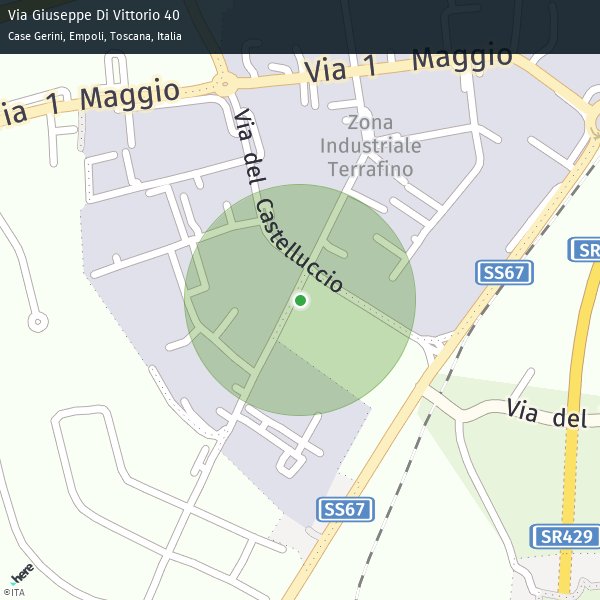 Via Giuseppe Di Vittorio 40
Case Gerini, Empoli, Toscana, Italia
Via 1 Maggio
ia 1 Maggio
Zona
Industriale
Terrafino
Via del Castelluccio
SR
SS67
Via del
SS67
SR429
here
©ITA